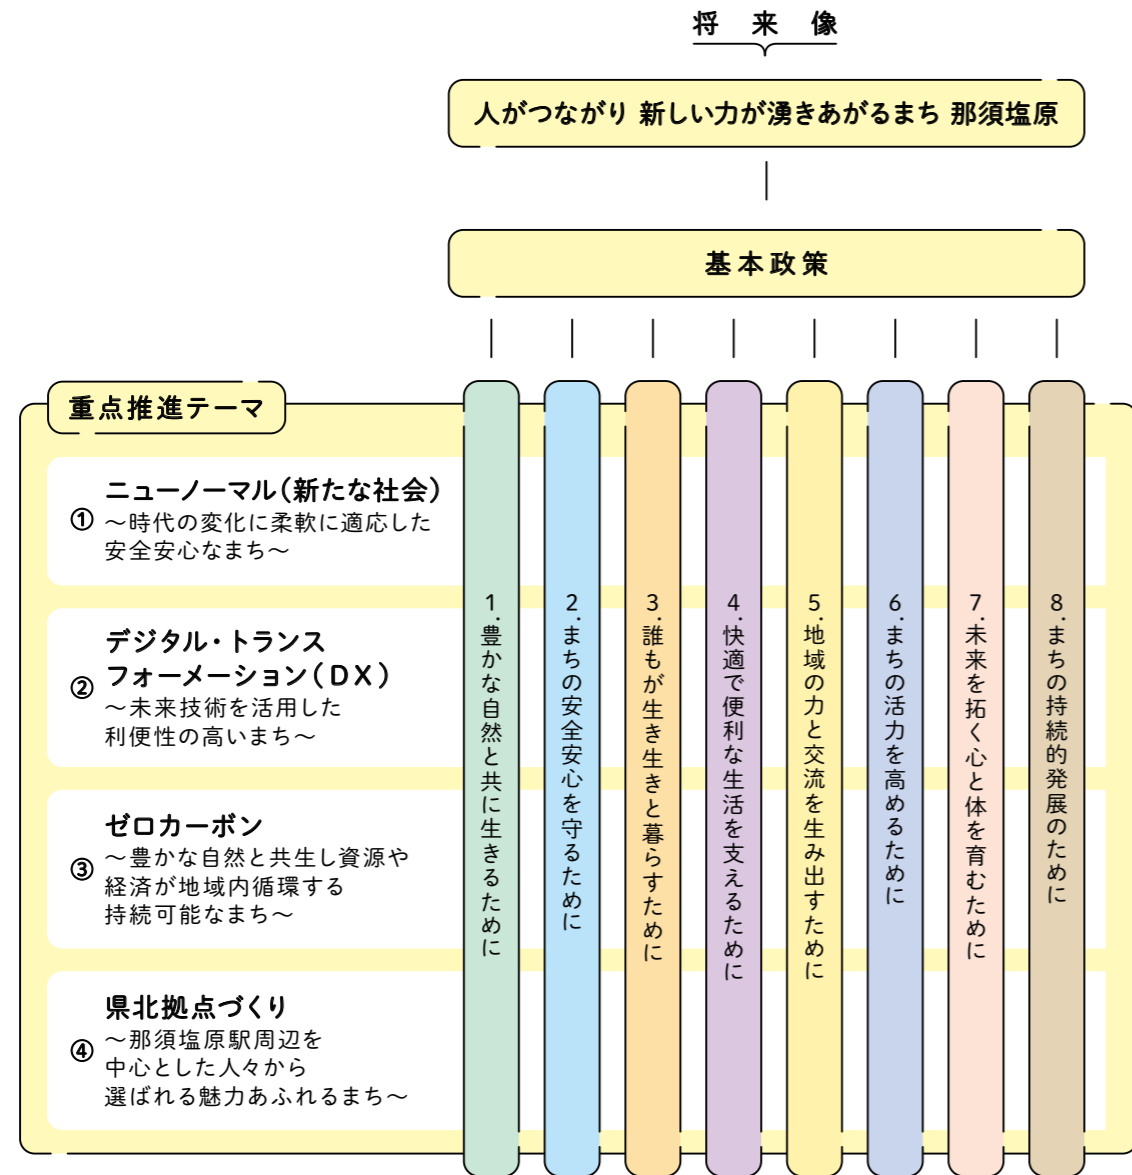 将来像
人がつながり 新しい力が湧きあがるまち 那須塩原
基本政策
重点推進テーマ
①
ニューノーマル（新たな社会）
～時代の変化に柔軟に適応した
安全安心なまち～
②
デジタル・トランス
フォーメーション（ＤＸ）
～未来技術を活用した
利便性の高いまち～
③
ゼロカーボン
～豊かな自然と共生し資源や
経済が地域内循環する
持続可能なまち～
④
県北拠点づくり
～那須塩原駅周辺を
中心とした人々から
選ばれる魅力あふれるまち～
1.豊かな自然と共に生きるために
2.まちの安全安心を守るために
3.誰もが生き生きと暮らすために
4.快適で便利な生活を支えるために
5.地域の力と交流を生み出すために
6.まちの活力を高めるために
7.未来を拓く心と体を育むために
8.まちの持続的発展のために